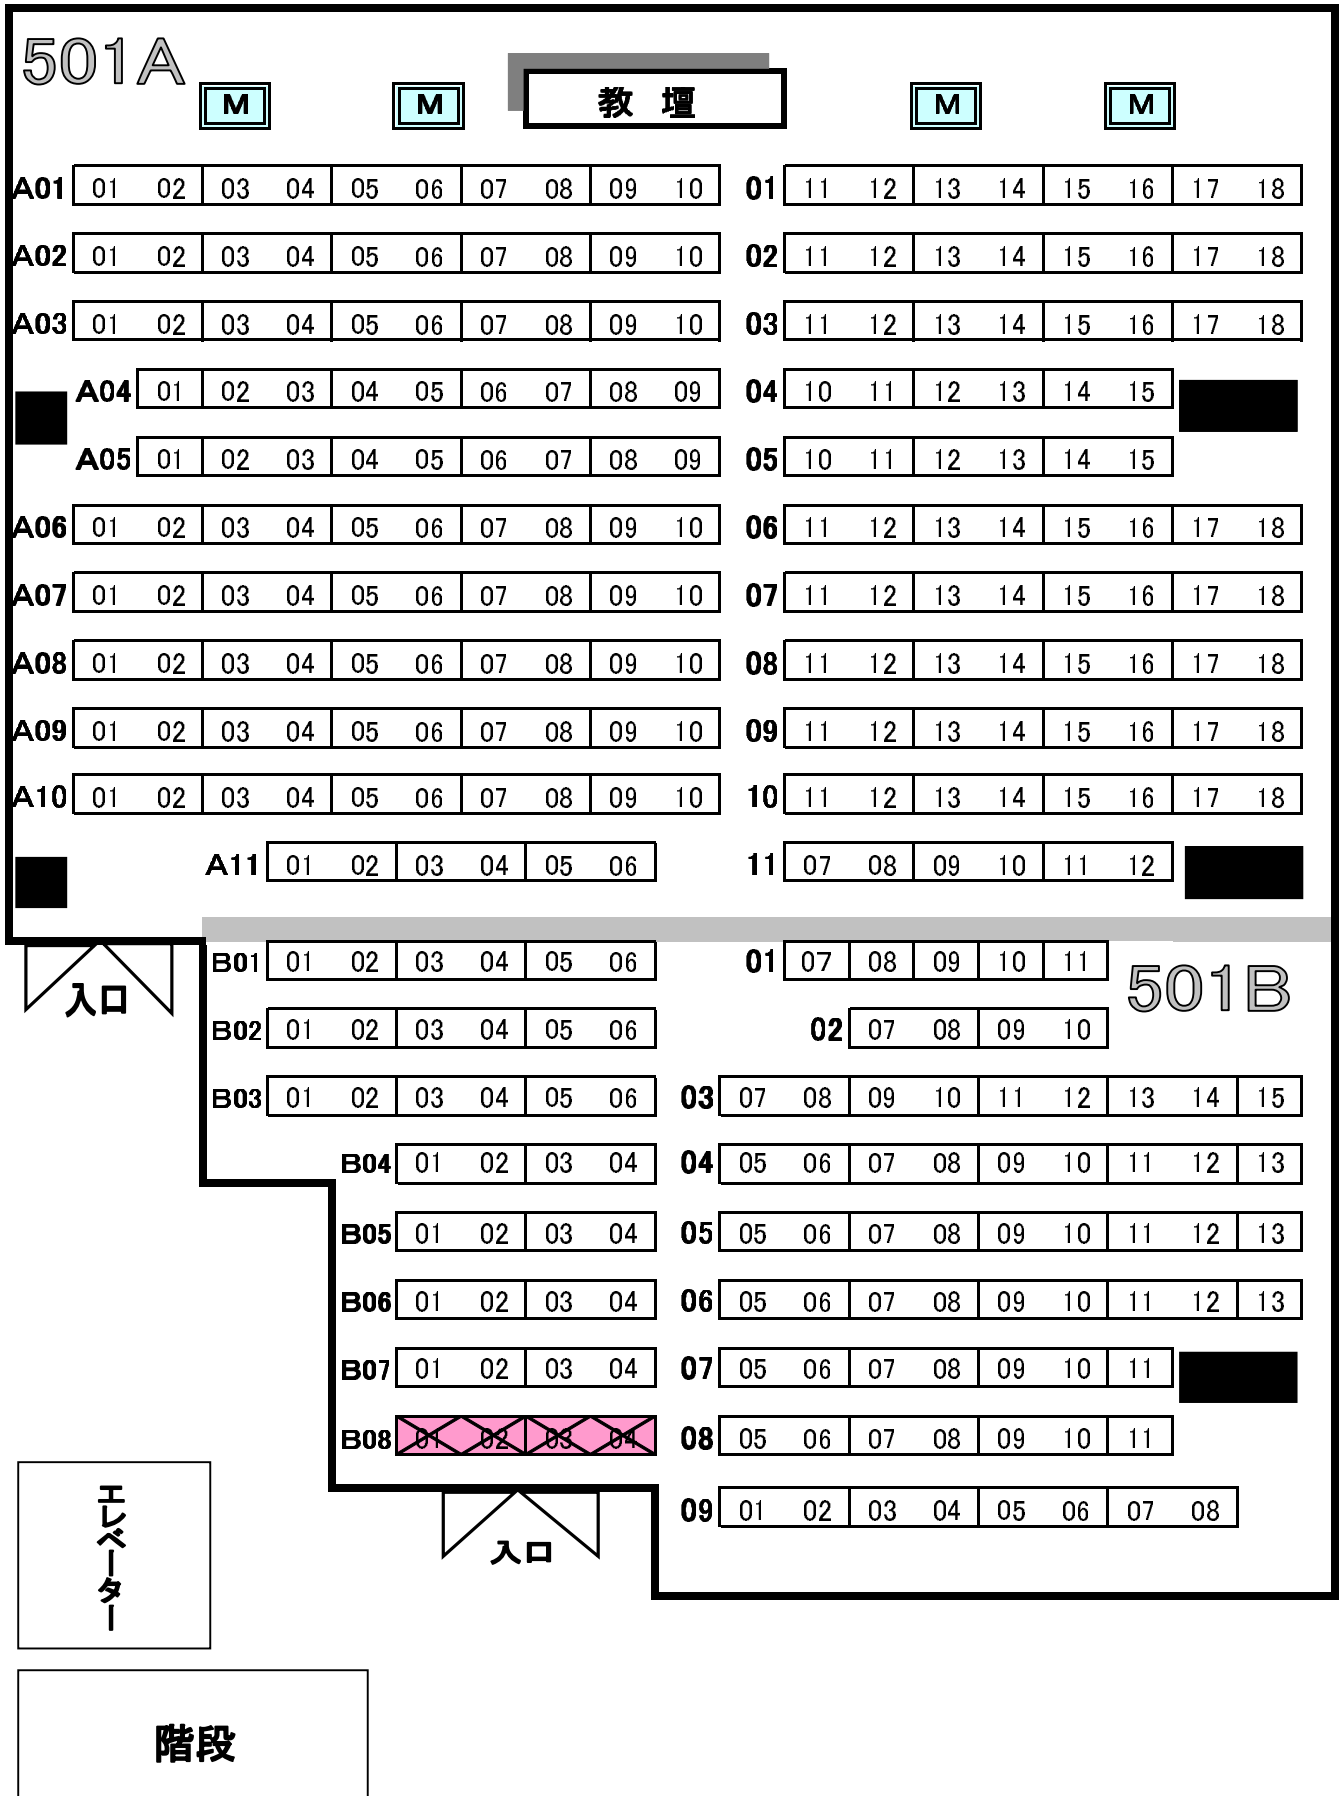 501A
M M 教 壇 M M
A01 01 02 03 04 05 06 07 08 09 10 01 11 12 13 14 15 16 17 18
A02 01 02 03 04 05 06 07 08 09 10 02 11 12 13 14 15 16 17 18
A03 01 02 03 04 05 06 07 08 09 10 03 11 12 13 14 15 16 17 18
A04 01 02 03 04 05 06 07 08 09 04 10 11 12 13 14 15
A05 01 02 03 04 05 06 07 08 09 05 10 11 12 13 14 15
A06 01 02 03 04 05 06 07 08 09 10 06 11 12 13 14 15 16 17 18
A07 01 02 03 04 05 06 07 08 09 10 07 11 12 13 14 15 16 17 18
A08 01 02 03 04 05 06 07 08 09 10 08 11 12 13 14 15 16 17 18
A09 01 02 03 04 05 06 07 08 09 10 09 11 12 13 14 15 16 17 18
A10 01 02 03 04 05 06 07 08 09 10 10 11 12 13 14 15 16 17 18
A11 01 02 03 04 05 06 11 07 08 09 10 11 12
B01 01 02 03 04 05 06 01 07 08 09 10 11
501B
入口
B02 01 02 03 04 05 06 02 07 08 09 10
B03 01 02 03 04 05 06 03 07 08 09 10 11 12 13 14 15
B04 01 02 03 04 04 05 06 07 08 09 10 11 12 13
B05 01 02 03 04 05 05 06 07 08 09 10 11 12 13
B06 01 02 03 04 06 05 06 07 08 09 10 11 12 13
B07 01 02 03 04 07 05 06 07 08 09 10 11
B08 01 02 03 04 08 05 06 07 08 09 10 11
09 01 02 03 04 05 06 07 08
入口
エレベーター
階段